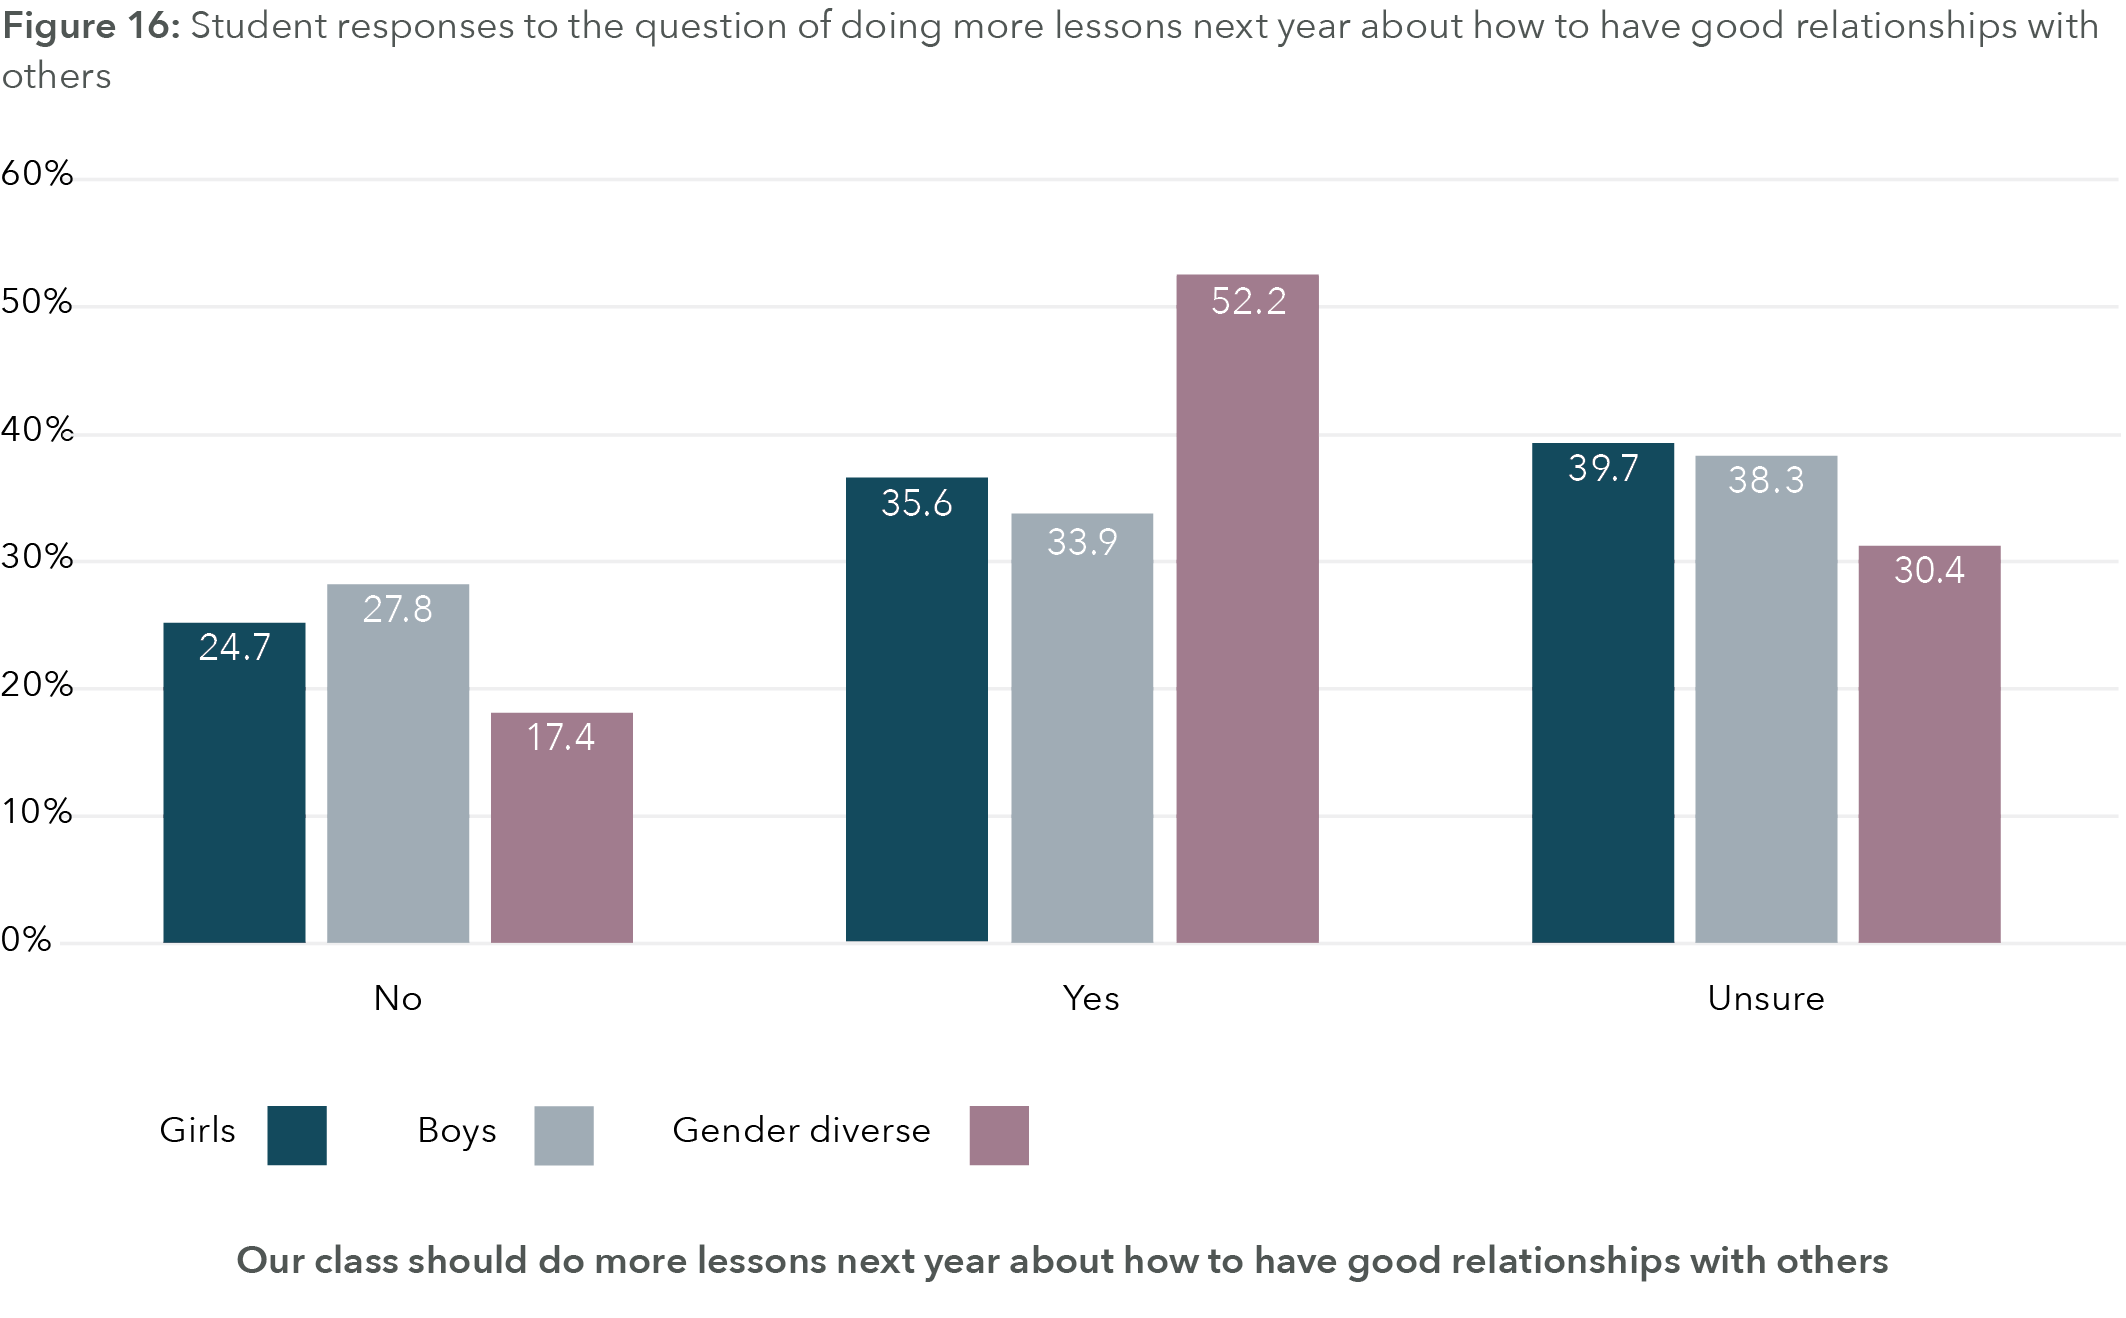 Figure 16: Student responses to the question of doing more lessons next year about how to have good relationships with
others
60%
50%
40%
30%
20%
10%
0%
24.7
27.8
17.4
35.6
33.9
52.2
39.7
38.3
30.4
No
Yes
Unsure
Girls
Boys
Gender diverse
Our class should do more lessons next year about how to have good relationships with others